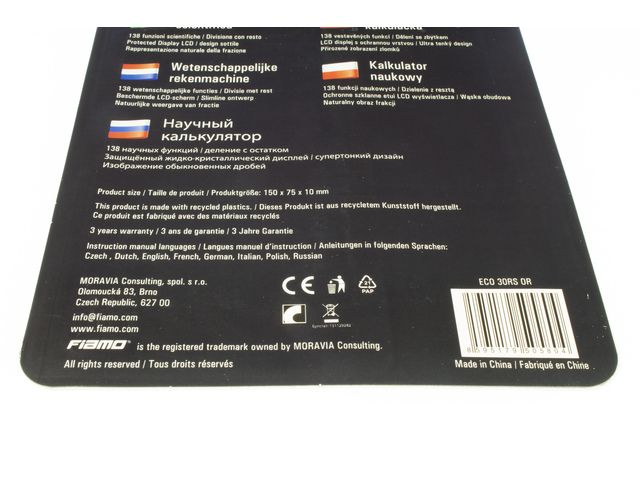 138 funzioni scientifiche / Divisione con resto
Protected Display LCD / design sottile
Rappresentazione naturale della frazione
kalkulačka
138 vestavěných funkcí / Dělení se zbytkem
LCD displej s ochrannou vrstvou / Ultra tenký design
Přirozené zobrazení zlomků
Wetenschappelijke
rekenmachine
138 wetenschappelijke functies / Divisie met rest
Beschermde LCD-scherm / Slimline ontwerp
Natuurlijke weergave van fractie
Kalkulator
naukowy
138 funkcji naukowych / Dzielenie z resztą
Ochronne szklanne etui LCD wyświetlacza / Wąska obudowa
Naturalny obraz frakcji
Научный
калькулятор
138 научных функций / деление с остатком
Защищённый жидко-кристаллический дисплей / супертонкий дизайн
Изображение обыкновенных дробей
Product size / Taille de produit / Produktgröße: 150 x 75 x 10 mm
This product is made with recycled plastics. / Dieses Produkt ist aus recycletem Kunststoff hergestellt.
Ce produit est fabriqué avec des matériaux recyclés
3 years warranty / 3 ans de garantie / 3 Jahre Garantie
Instruction manual languages / Langues manuel d'instruction / Anleitungen in folgenden Sprachen:
Czech , Dutch, English, French, German, Italian, Polish, Russian
MORAVIA Consulting, spol. s r.o.
Olomoucká 83, Brno
Czech Republic, 627 00
info@fiamo.com
www.fiamo.com
CE
21
PAP
ECO 30RS OR
8595179505804
FIAMO is the registered trademark owned by MORAVIA Consulting.
All rights reserved / Tous droits réservés
Made in China / Fabriqué en Chine